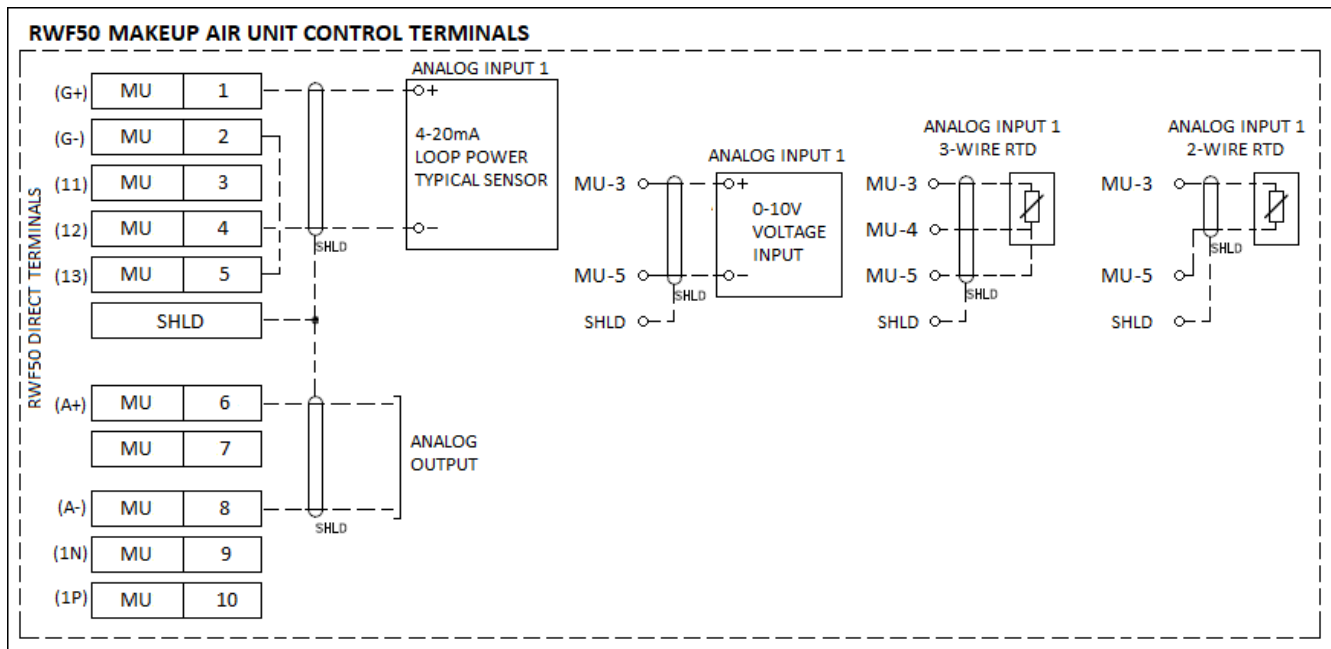 RWF50 MAKEUP AIR UNIT CONTROL TERMINALS
RWF50 DIRECT TERMINALS
(G+) MU 1
(G-) MU 2
(11) MU 3
(12) MU 4
(13) MU 5
SHLD
(A+) MU 6
MU 7
(A-) MU 8
(1N) MU 9
(1P) MU 10
ANALOG INPUT 1
+
4-20mA
LOOP POWER
TYPICAL SENSOR
-
SHLD
ANALOG
OUTPUT
SHLD
ANALOG INPUT 1
MU-3 +
0-10V
VOLTAGE
INPUT
MU-5 -
SHLD
SHLD
ANALOG INPUT 1
3-WIRE RTD
MU-3
MU-4
MU-5
SHLD
SHLD
ANALOG INPUT 1
2-WIRE RTD
MU-3
SHLD
MU-5
SHLD